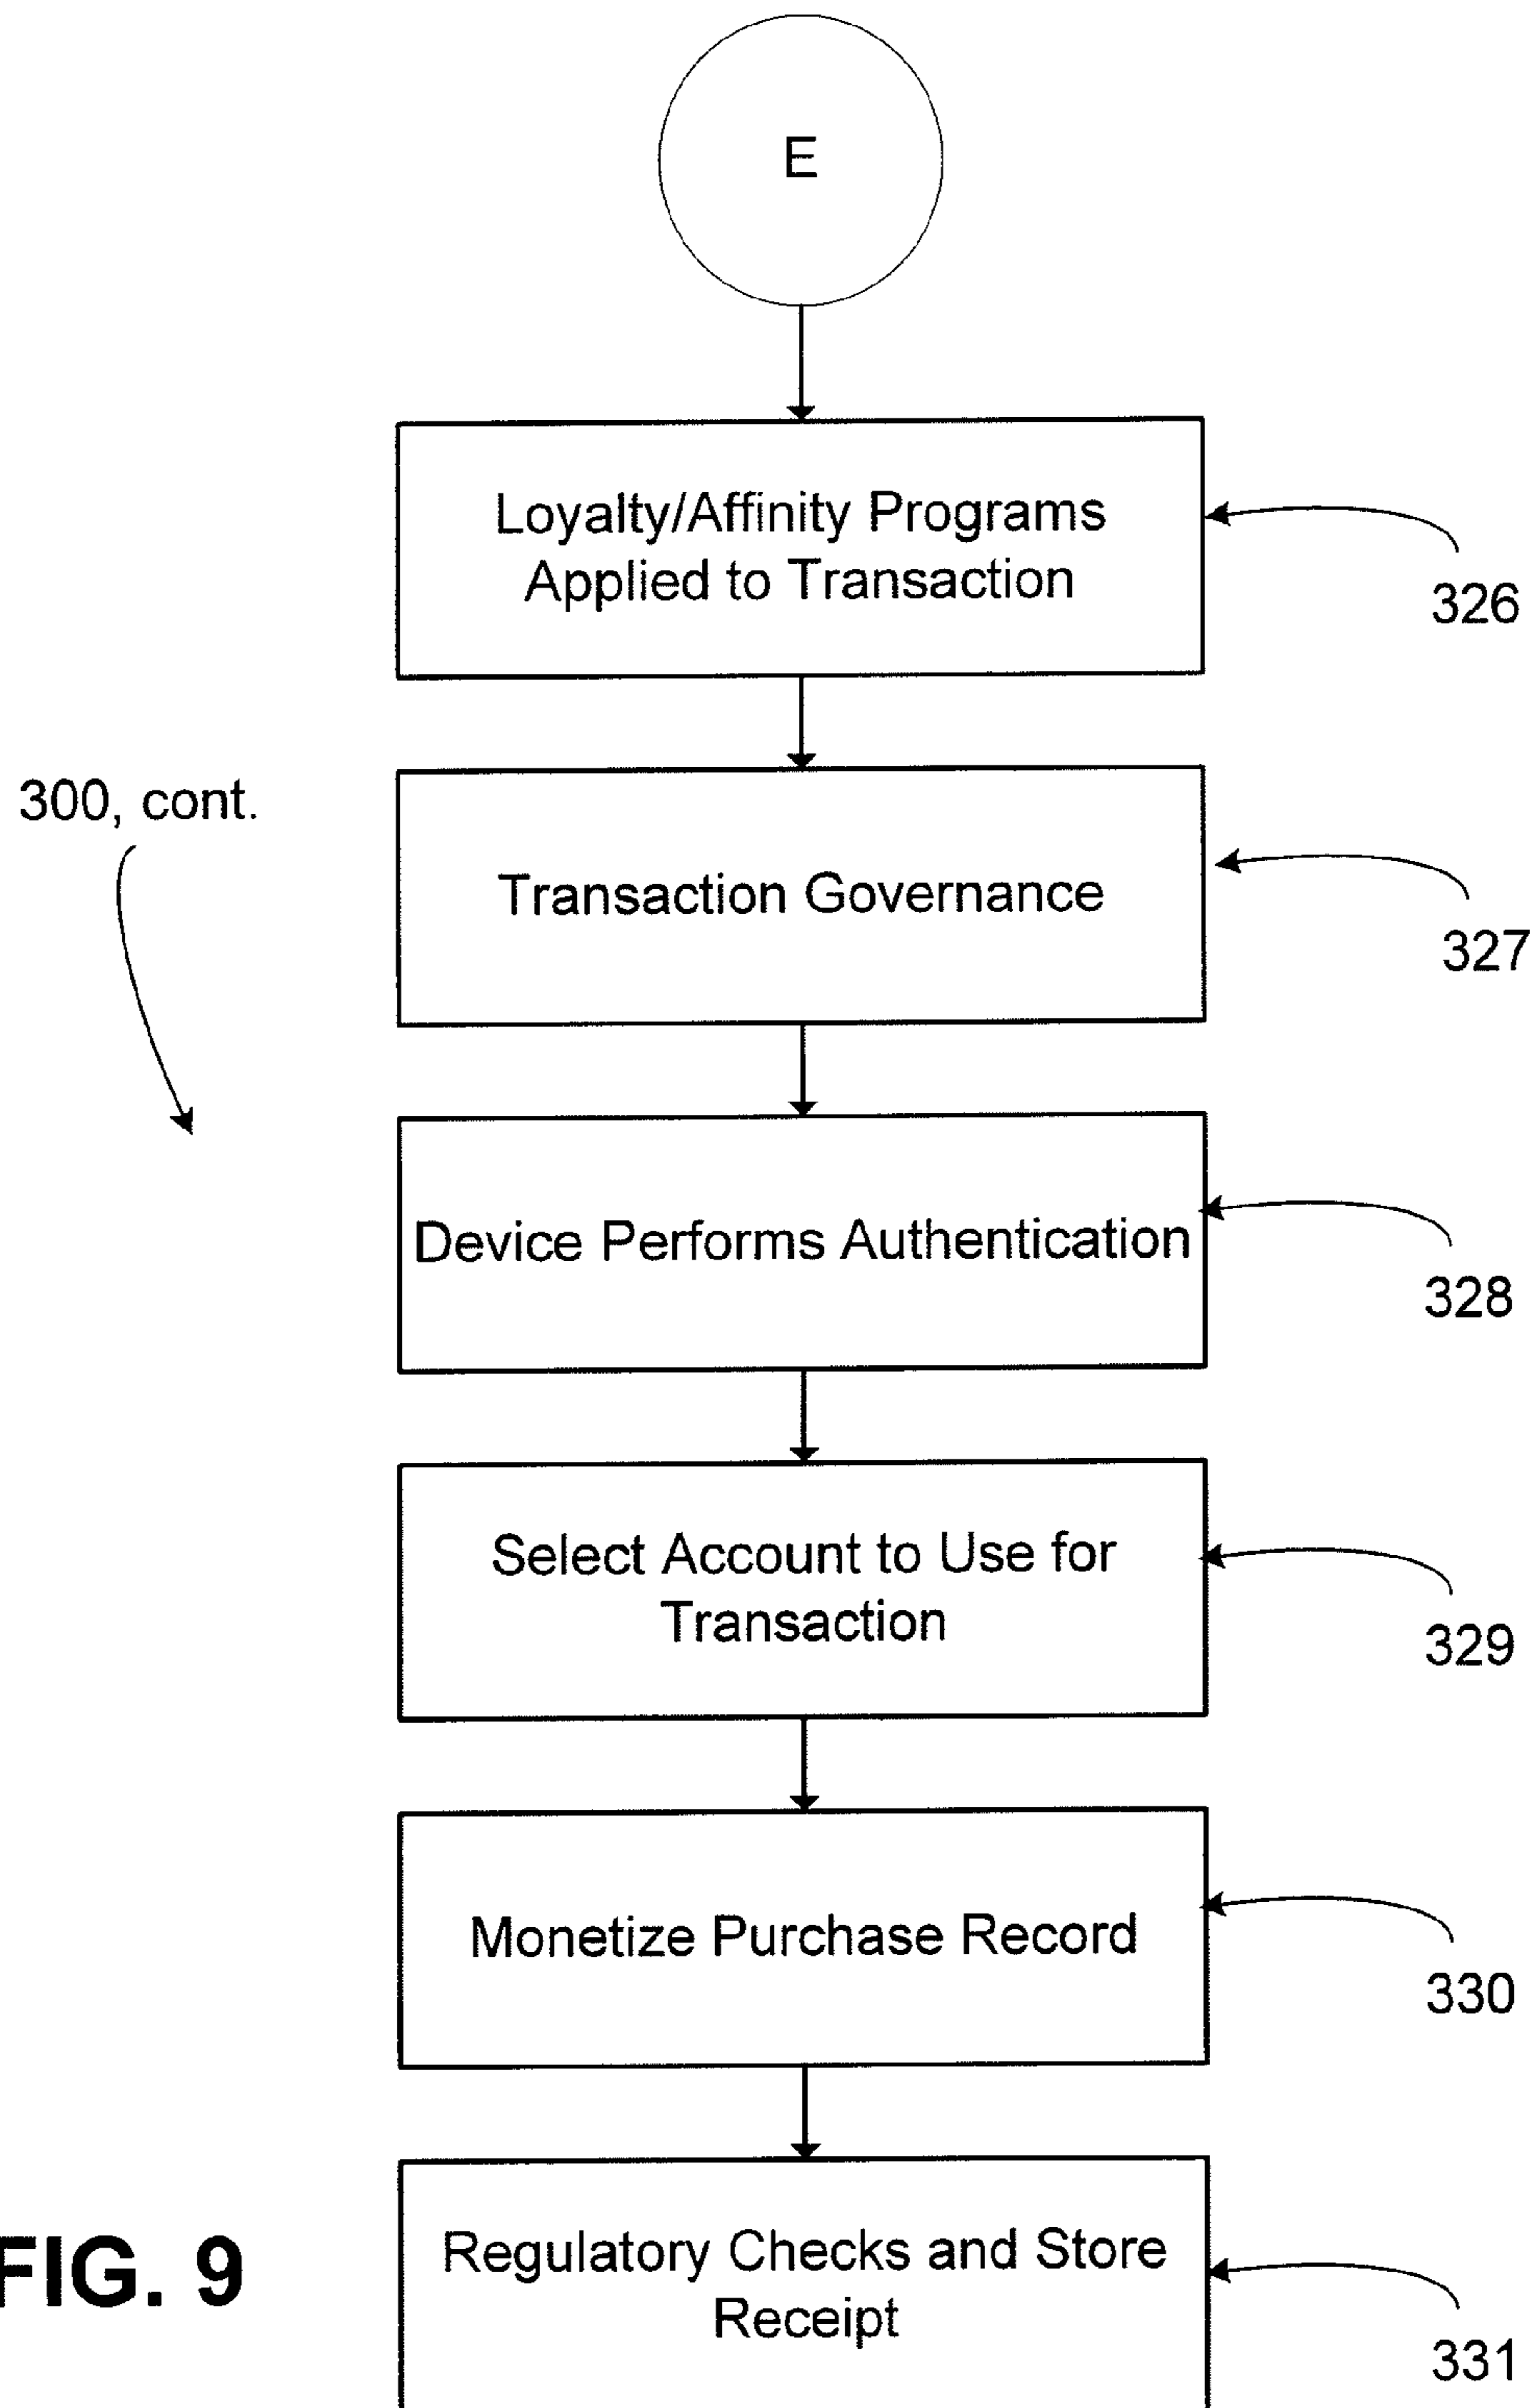 E
Loyalty/Affinity Programs
Applied to Transaction
326
300, cont.
Transaction Governance
327
Device Performs Authentication
328
Select Account to Use for
Transaction
329
Monetize Purchase Record
330
Regulatory Checks and Store
Receipt
331
FIG. 9